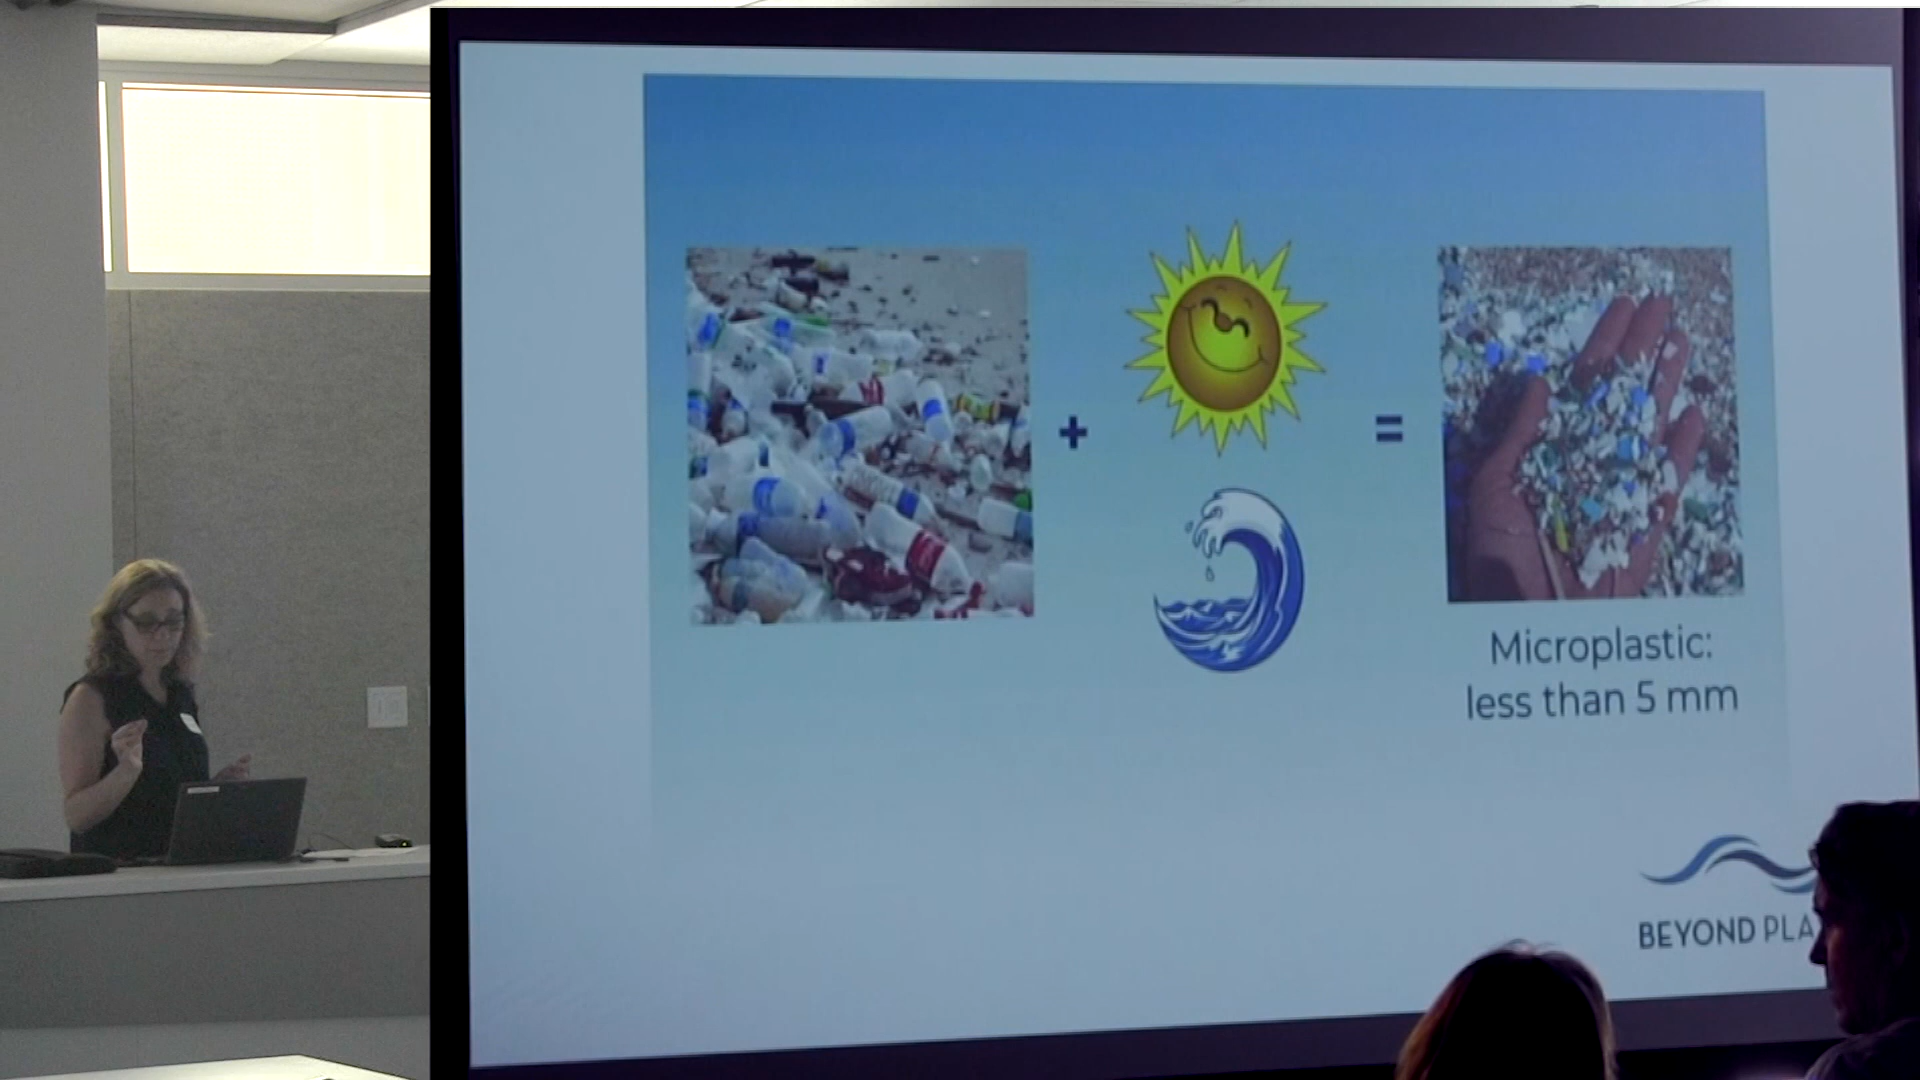 +
=
Microplastic:
less than 5 mm
BEYOND PLA